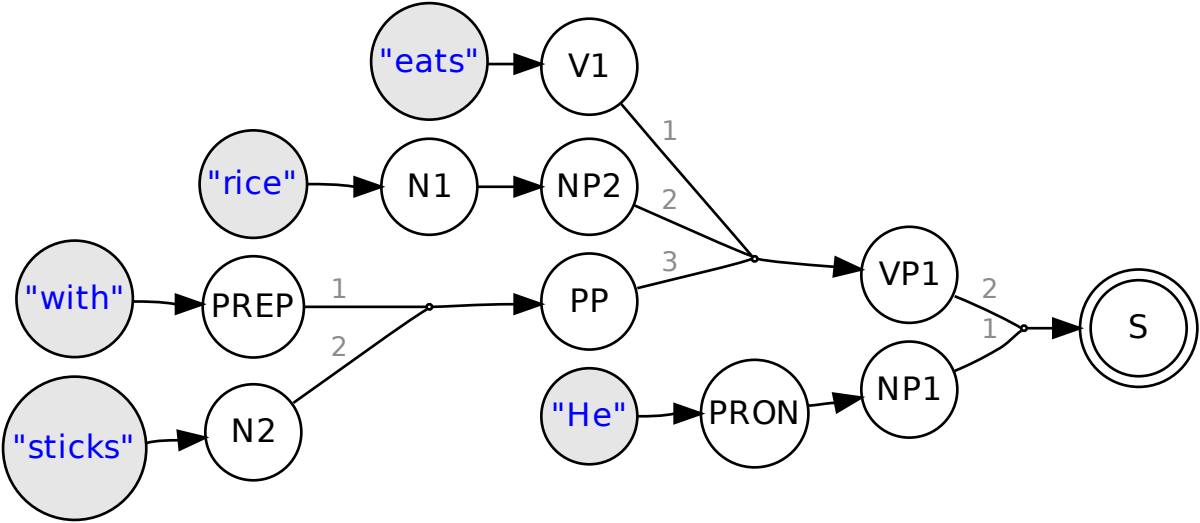 "eats" V1
1
"rice" N1 NP2 2
3
"with" PREP 1 PP VP1 2
2 1 S
"sticks" N2 "He" PRON NP1